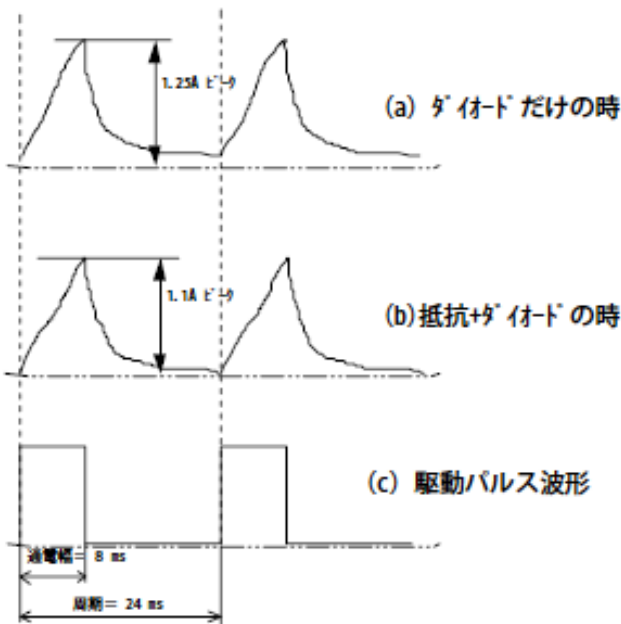 1.25A ピーク
(a) ダイオードだけの時
1.1A ピーク
(b)抵抗+ダイオードの時
(c) 駆動パルス波形
通電幅= 8 ms
周期= 24 ms